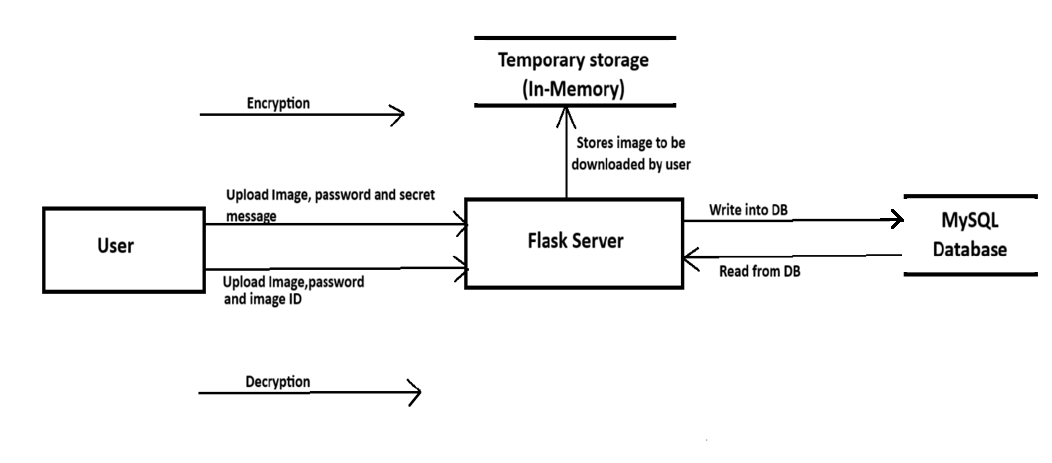 Temporary storage
(In-Memory)
Encryption
Stores image to be
downloaded by user
Upload Image, password and secret
message
User
Flask Server
Write into DB
MySQL
Database
Read from DB
Upload Image,password
and image ID
Decryption